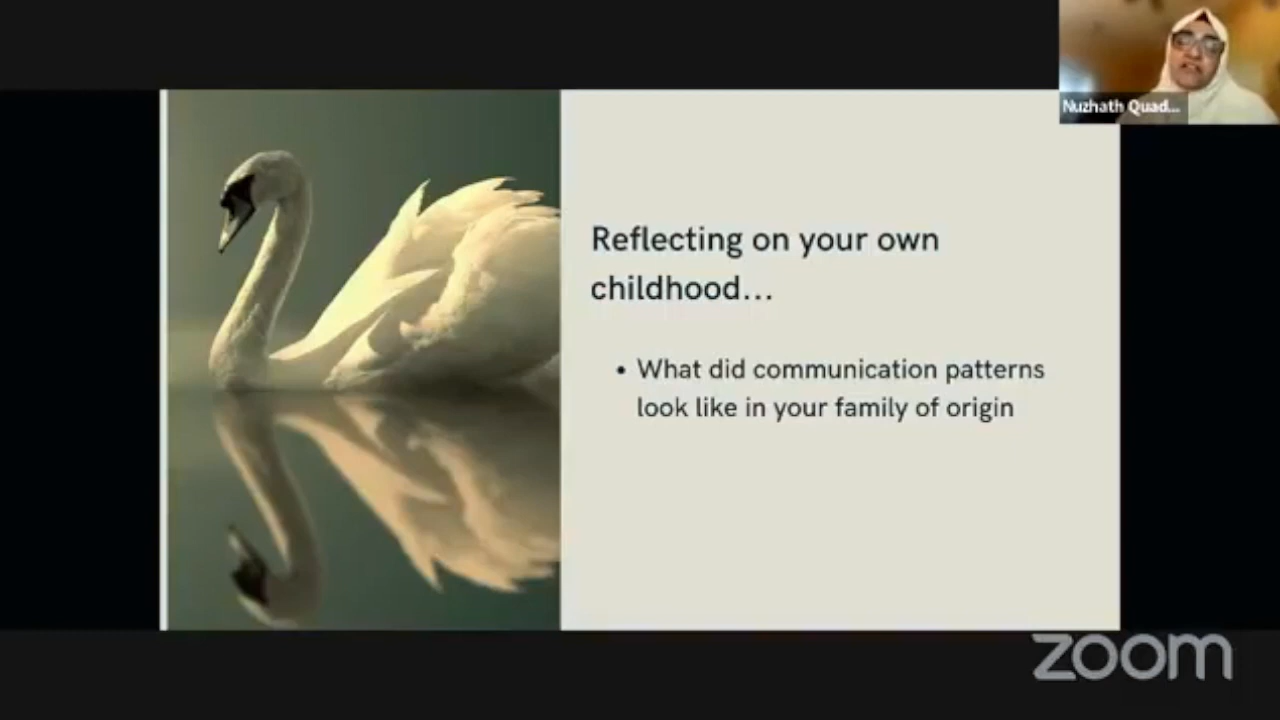 Nuzhath Quad...
Reflecting on your own
childhood...
• What did communication patterns
look like in your family of origin
zoom